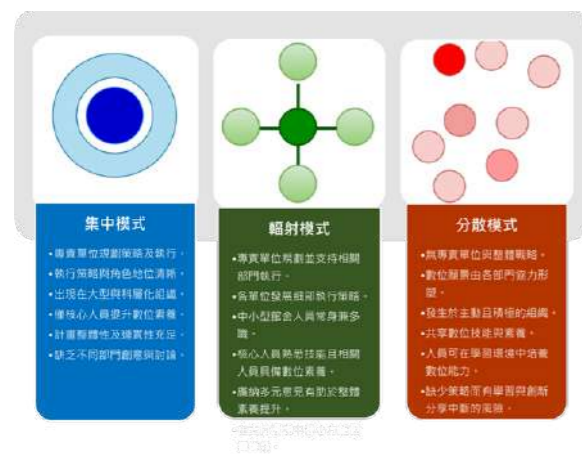 集中模式
•專責單位規劃策略及執行。
•執行策略與角色地位清晰。
•出現在大型與科層化組織。
•僅核心人員提升數位素養。
•計畫整體性及連貫性充足。
•缺乏不同部門創意與討論。
輻射模式
•專責單位規劃並支持相關
部門執行。
•各單位發展細部執行策略。
•中小型館舍人員常身兼多
職。
•核心人員熟悉技能且相關
人員具備數位素養。
•廣納多元意見有助於整體
素養提升。
分散模式
•無專責單位與整體戰略。
•數位願景由各部門協力形
塑。
•發生於主動且積極的組織。
•共享數位技能與素養。
•人員可在學習環境中培養
數位能力。
•缺少策略而有學習與創新
分享中斷的風險。